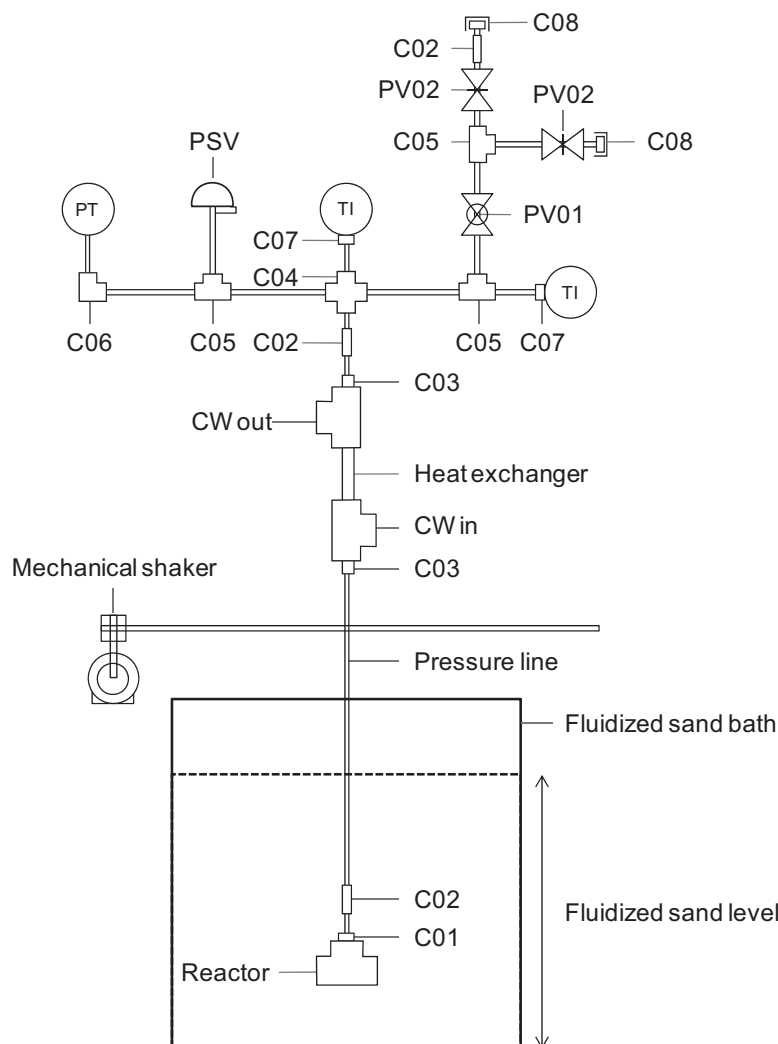 C08
C02
PV02
PV02
C05
C08
PSV
PV01
PT
TI
C07
C04
TI
C06
C05
C02
C05
C07
C03
CW out
Heat exchanger
CW in
C03
Mechanical shaker
Pressure line
Fluidized sand bath
C02
Fluidized sand level
C01
Reactor